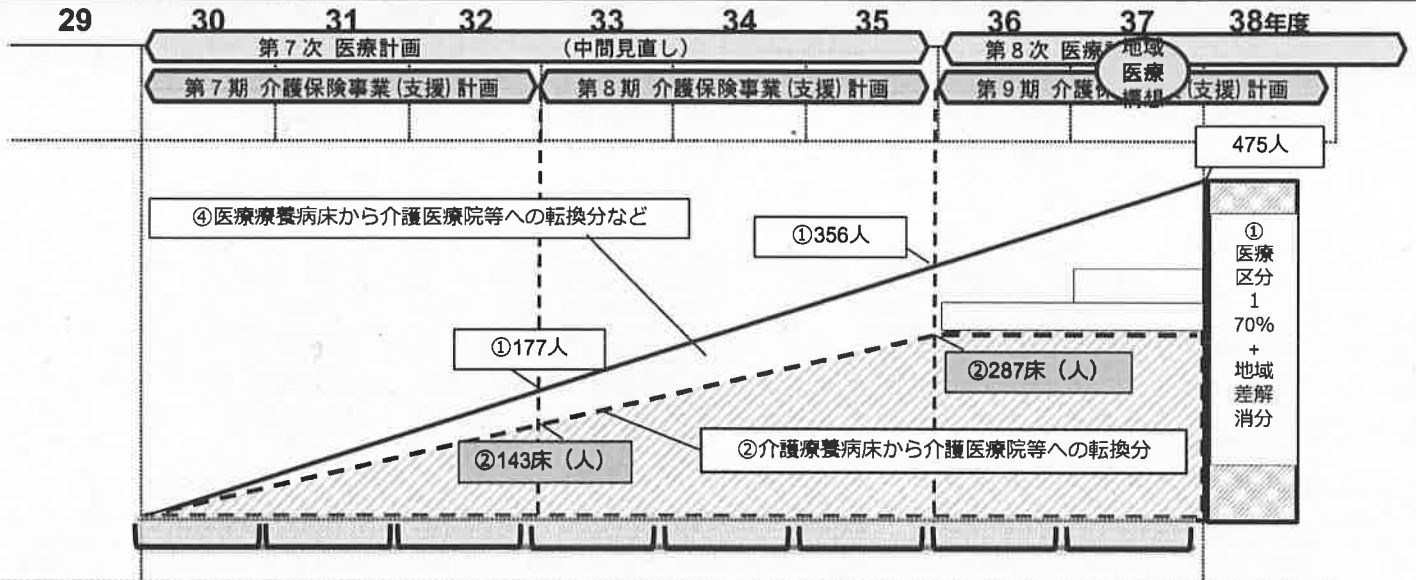 29 30 31 32 33 34 35 36 37 38年度
第7次 医療計画 (中間見直し)
第8次 医療
地域
医療
構想
第7期 介護保険事業(支援)計画
第8期 介護保険事業(支援)計画
第9期 介護 (支援)計画
475人
④医療療養病床から介護医療院等への転換分など
①356人
①177人
②287床(人)
②143床(人)
②介護療養病床から介護医療院等への転換分
①
医療
区分
1
70%
+
地域
差解
消分